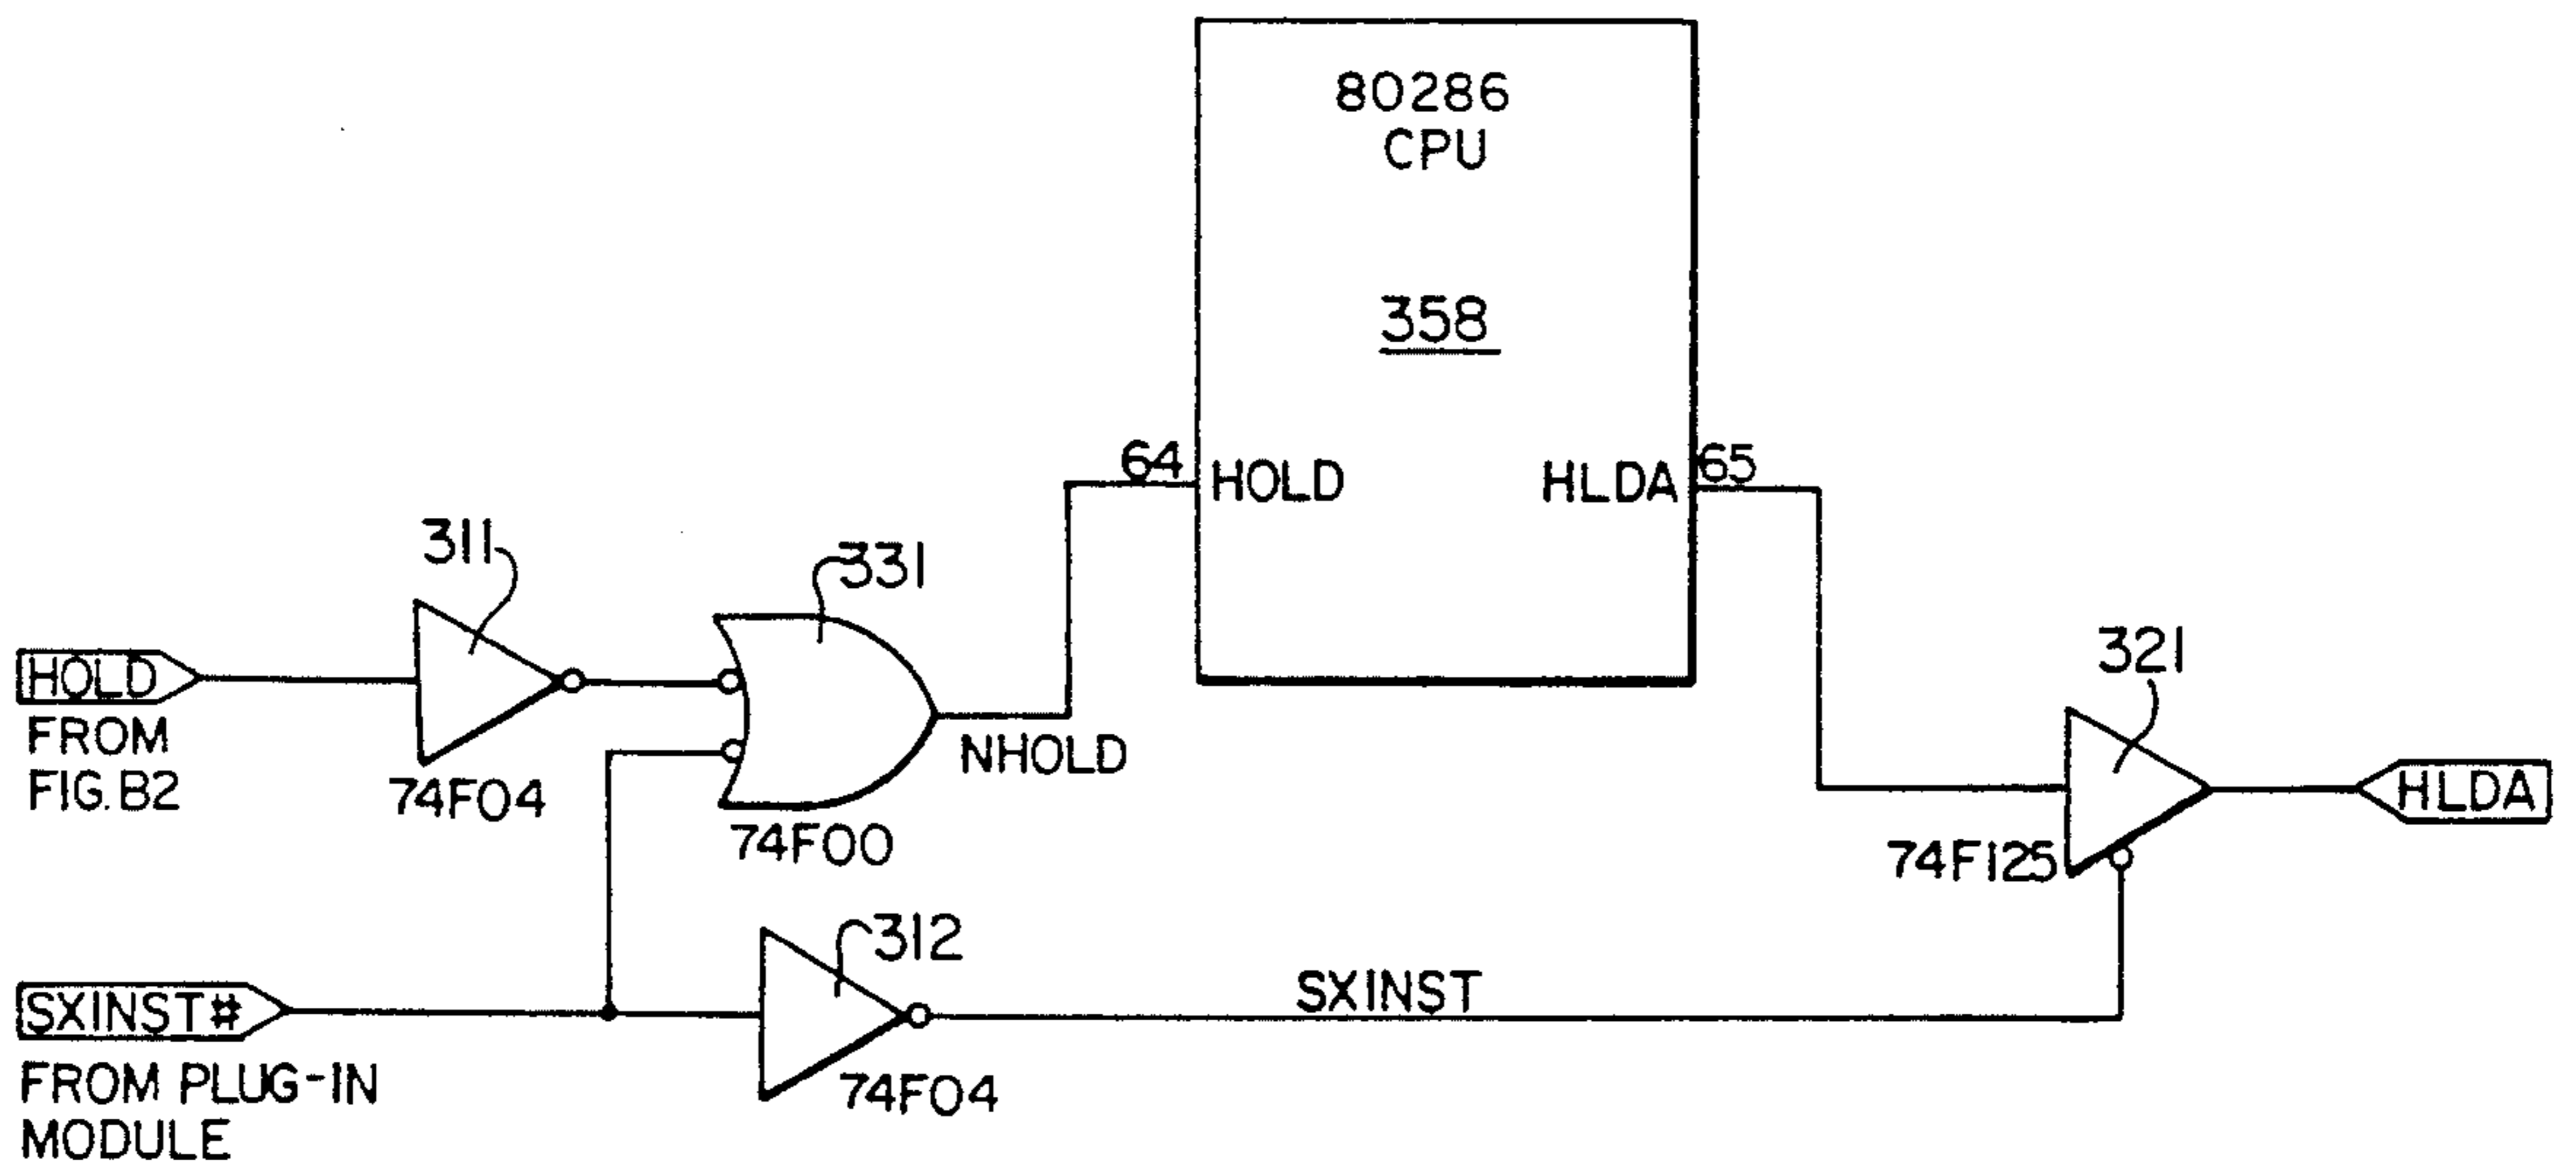 80286
CPU
358
64
HOLD
HLDA
65
311
331
321
HOLD
FROM
FIG. B2
74F04
74F00
NHOLD
74F125
HLDA
312
SXINST#
SXINST
FROM PLUG-IN
MODULE
74F04